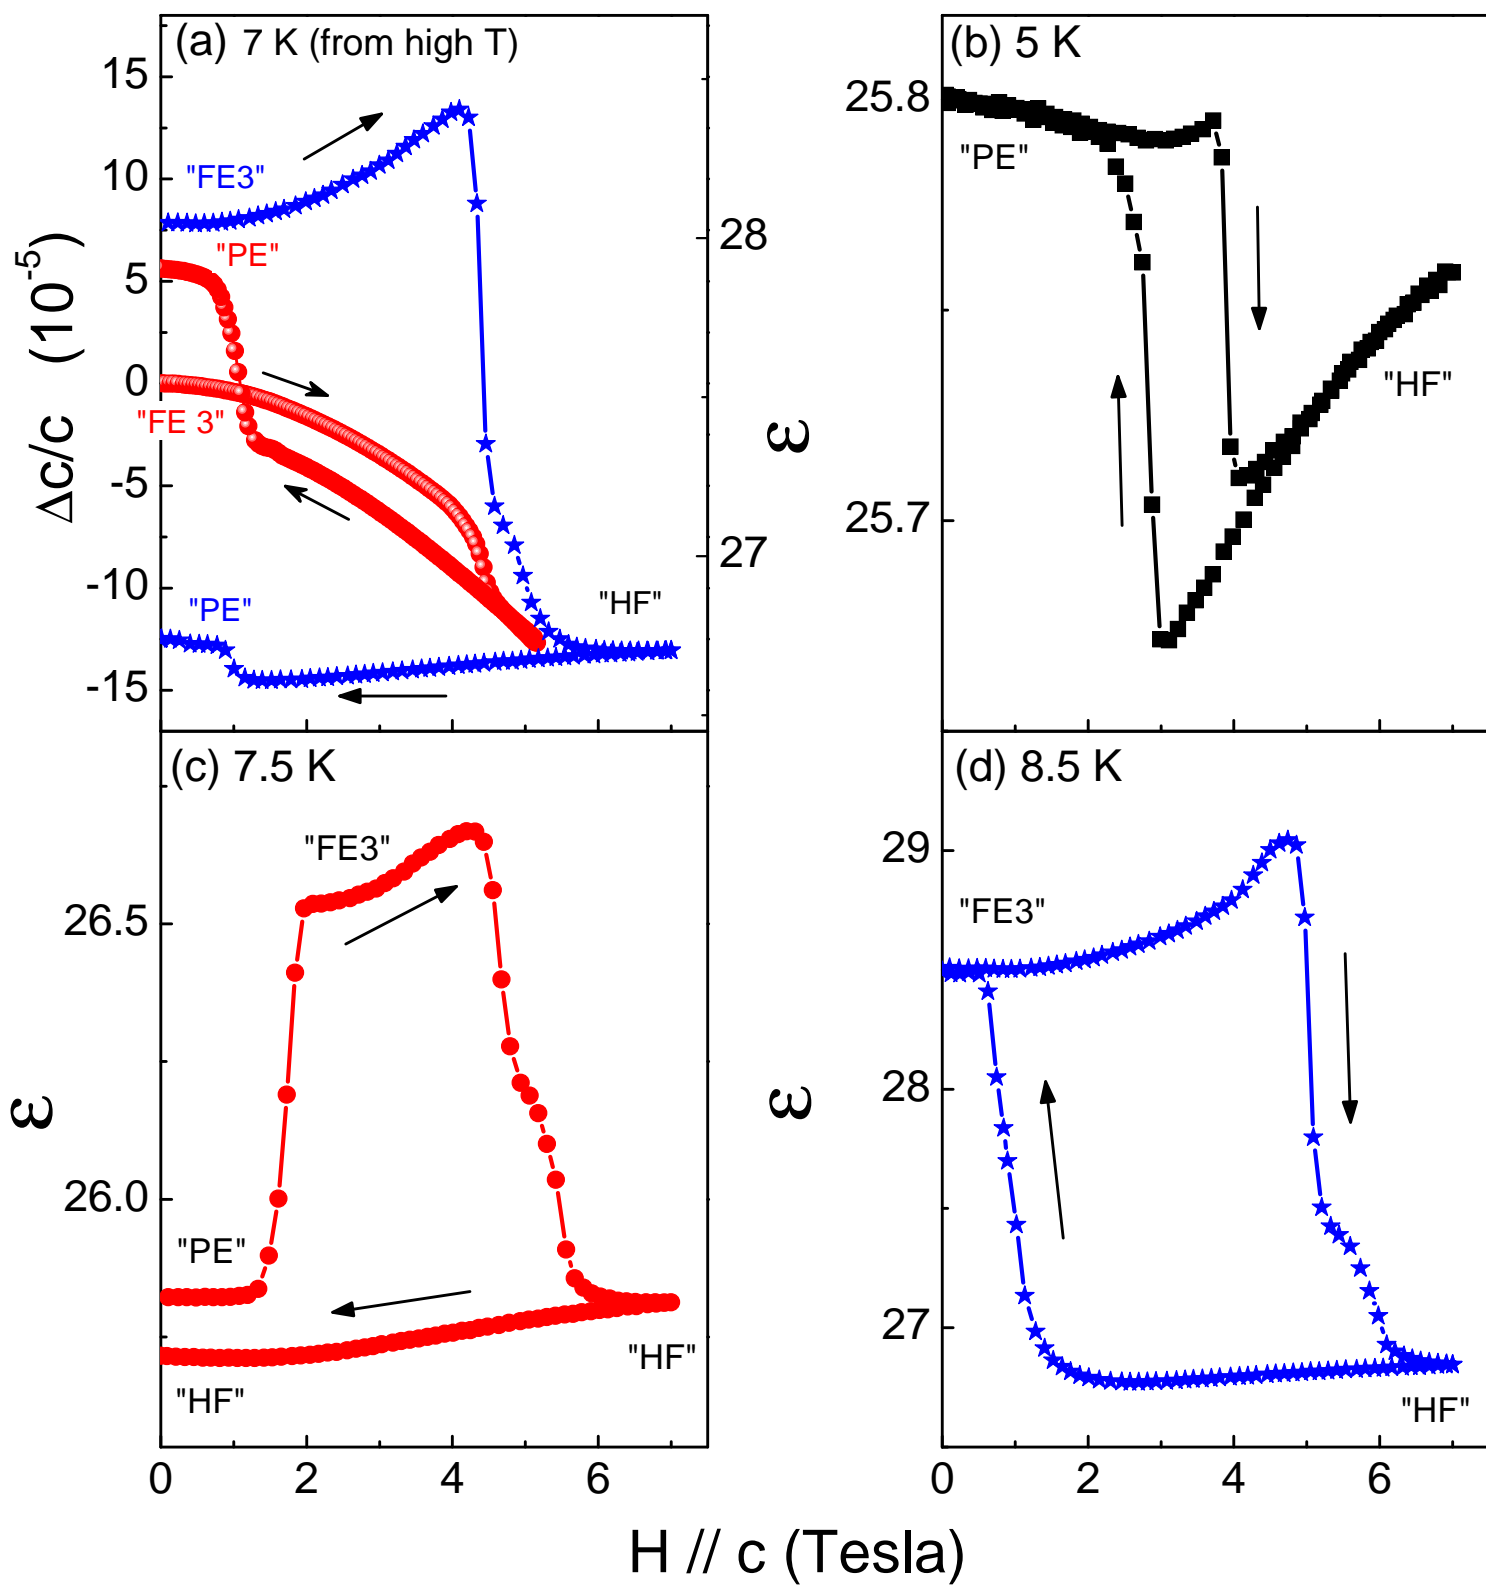 (a) 7 K (from high T)
15
10
5
0
-5
-10
-15
Δc/c (10^-5)
"FE3"
"PE"
"FE 3"
"PE"
"HF"
28
27
ε
(b) 5 K
25.8
25.7
"PE"
"HF"
(c) 7.5 K
26.5
26.0
ε
"FE3"
"PE"
"HF"
"HF"
0 2 4 6
(d) 8.5 K
29
28
27
ε
"FE3"
"HF"
0 2 4 6
H // c (Tesla)